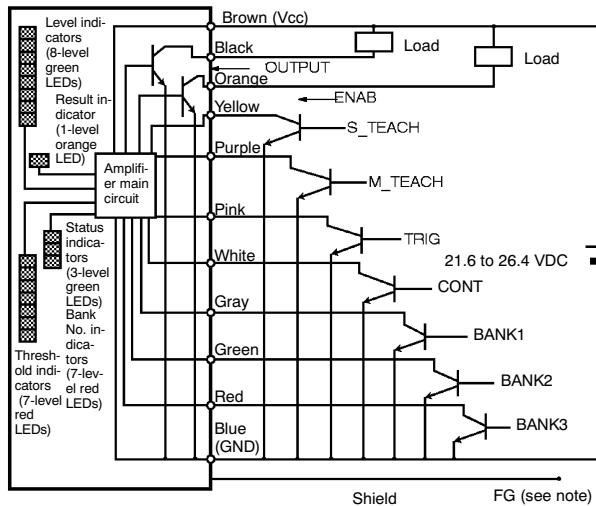 Level indi-
cators
(8-level
green
LEDs)
Result in-
dicator
(1-level
orange
LED)
Amplifi-
er main
circuit
Status
indica-
tors
(3-level
green
LEDs)
Bank
No. in-
dica-
tors
(7-lev-
el red
LEDs)
Thresh-
old indi-
cators
(7-level
red
LEDs)
Brown (Vcc)
Black
OUTPUT
Orange
ENAB
Yellow
S_TEACH
Purple
M_TEACH
Pink
TRIG
White
CONT
Gray
BANK1
Green
BANK2
Red
BANK3
Blue
(GND)
Load
Load
21.6 to 26.4 VDC
Shield
FG (see note)